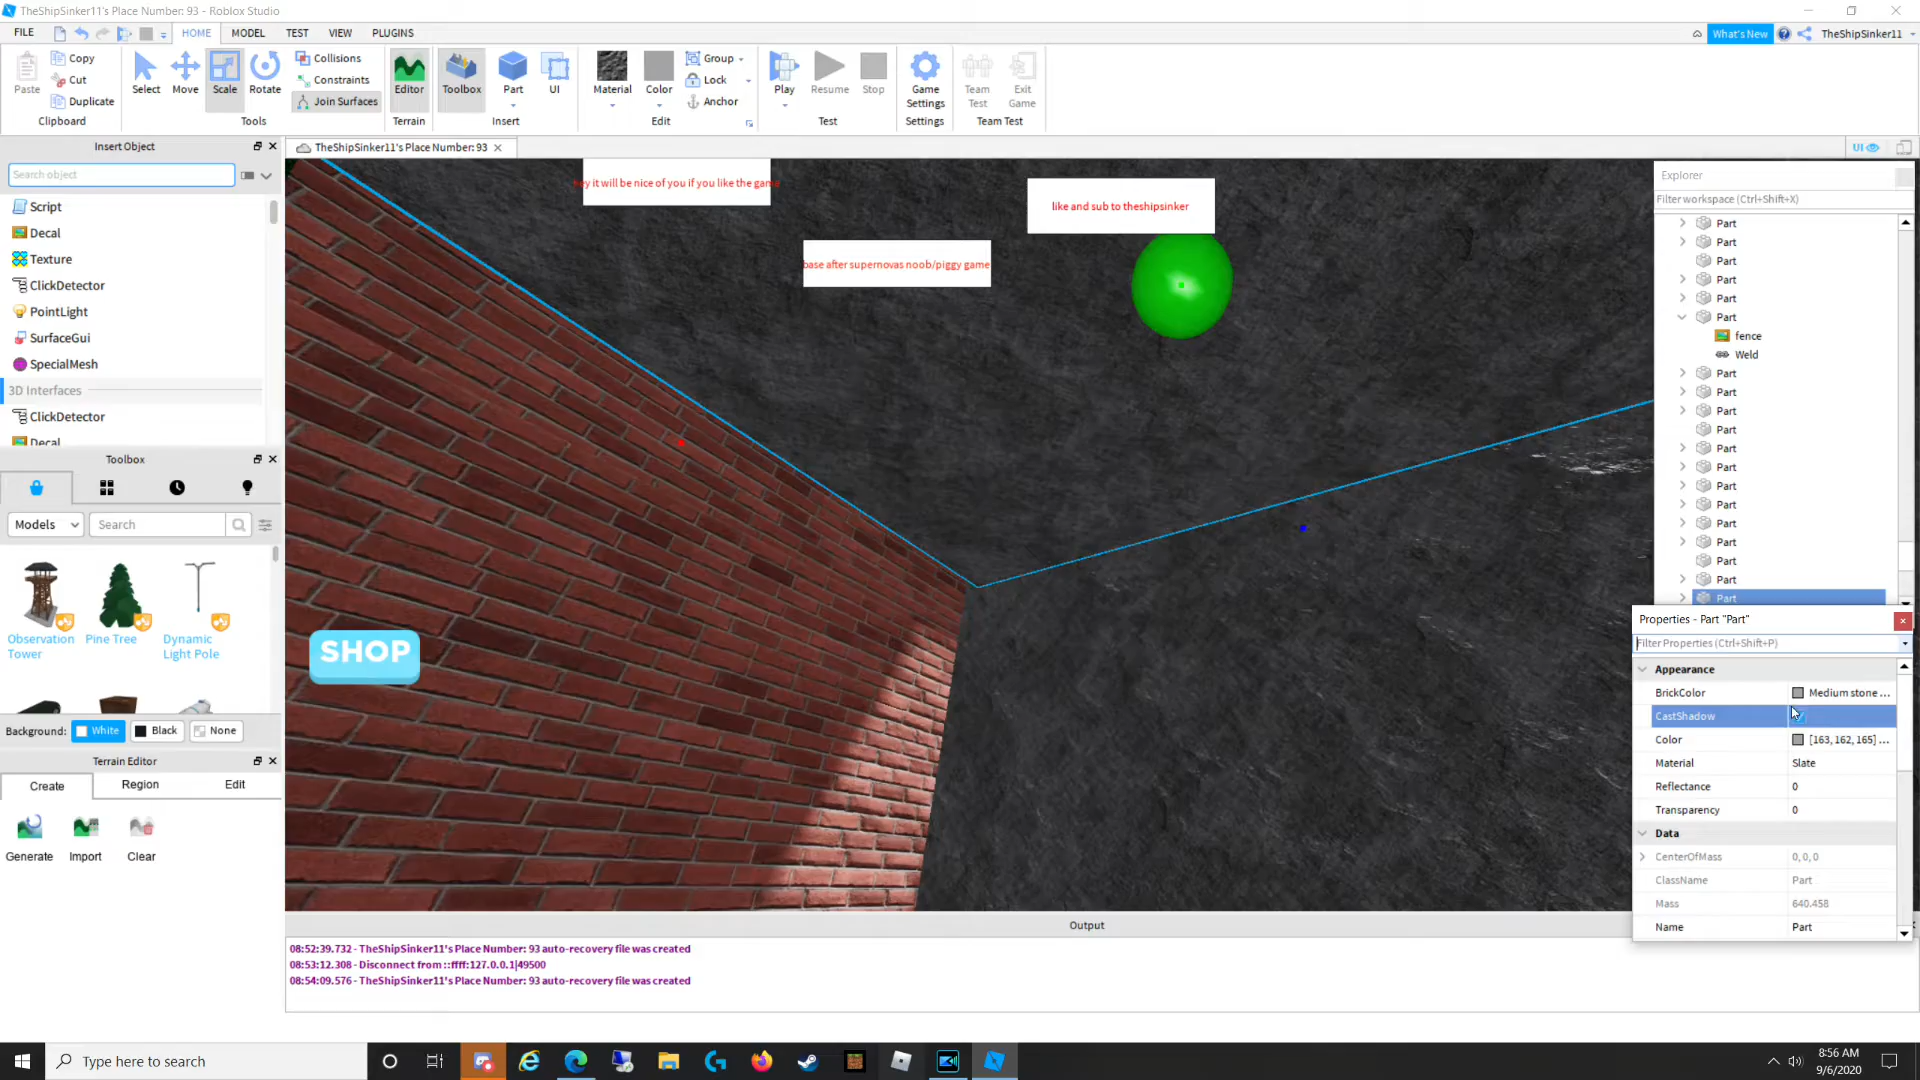 TheShipSinker11's Place Number: 93 - Roblox Studio
FILE
HOME
MODEL
TEST
VIEW
PLUGINS
What's New
TheShipSinker11
Paste
Copy
Cut
Duplicate
Clipboard
Select
Move
Scale
Rotate
Collisions
Constraints
Join Surfaces
Tools
Editor
Terrain
Toolbox
Part
UI
Insert
Material
Color
Group
Lock
Anchor
Edit
Play
Resume
Stop
Test
Game
Settings
Settings
Team
Test
Exit
Game
Team Test
Insert Object
Search object
Script
Decal
Texture
ClickDetector
PointLight
SurfaceGui
SpecialMesh
3D Interfaces
ClickDetector
Decal
Toolbox
Models
Search
Observation
Tower
Pine Tree
Dynamic
Light Pole
Background:
White
Black
None
Terrain Editor
Create
Region
Edit
Generate
Import
Clear
TheShipSinker11's Place Number: 93
UI
it will be nice of you if you like the game
like and sub to theshipsinker
base after supernovas noob/piggy game
SHOP
Explorer
Filter workspace (Ctrl+Shift+X)
Part
Part
Part
Part
Part
Part
fence
Weld
Part
Part
Part
Part
Part
Part
Part
Part
Part
Part
Part
Part
Part
Properties - Part "Part"
Filter Properties (Ctrl+Shift+P)
Appearance
BrickColor
Medium stone ...
CastShadow
Color
[163, 162, 165] ...
Material
Slate
Reflectance
0
Transparency
0
Data
CenterOfMass
0, 0, 0
ClassName
Part
Mass
640.458
Name
Part
Output
08:52:39.732 - TheShipSinker11's Place Number: 93 auto-recovery file was created
08:53:12.308 - Disconnect from ::ffff:127.0.0.1|49500
08:54:09.576 - TheShipSinker11's Place Number: 93 auto-recovery file was created
Type here to search
8:56 AM
9/6/2020